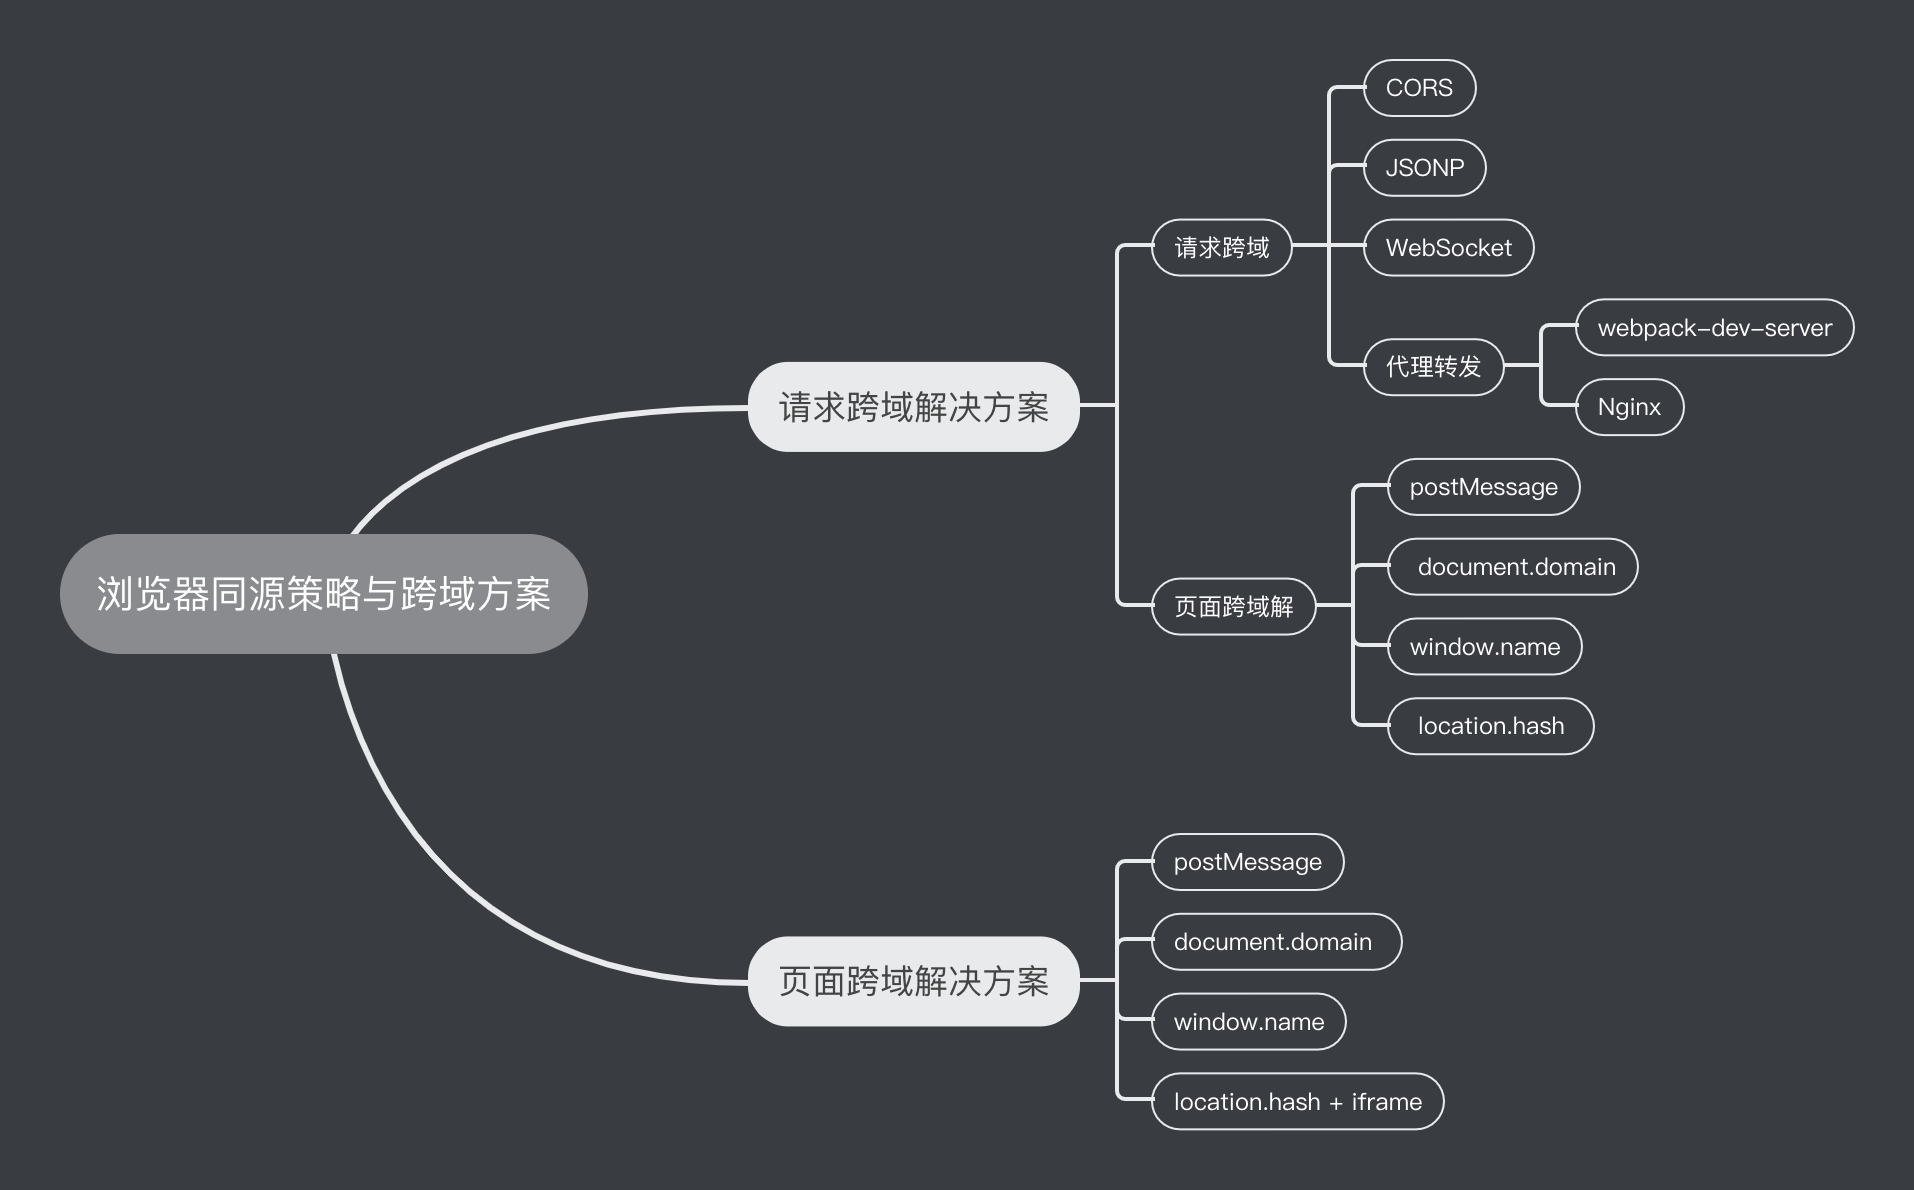 浏览器同源策略与跨域方案
请求跨域解决方案
请求跨域
CORS
JSONP
WebSocket
代理转发
webpack-dev-server
Nginx
页面跨域解
postMessage
document.domain
window.name
location.hash
页面跨域解决方案
postMessage
document.domain
window.name
location.hash + iframe